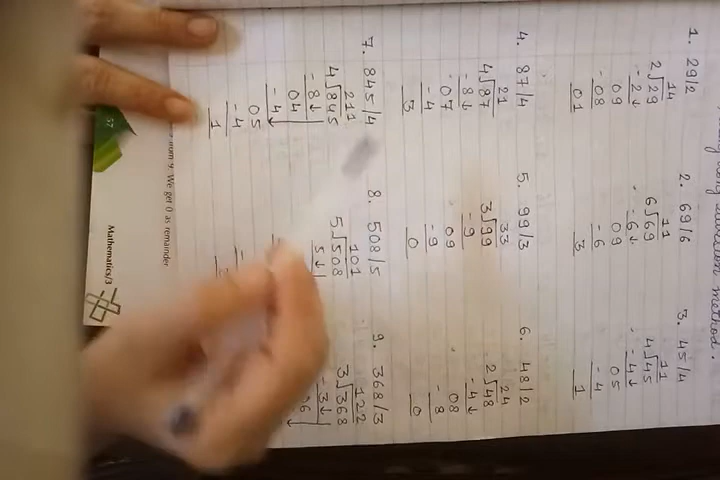 long division method.
1. 29/2 2. 69/6 3. 45/4
14 11 11
2)29 6)69 4)45
-2↓ -6↓ -4↓
09 09 05
-08 -6 -4
01 3 1
4. 87/4 5. 99/3 6. 48/2
21 33 24
4)87 3)99 2)48
-8↓ -9 -4↓
07 09 08
-4 -9 -8
3 0 0
7. 845/4 8. 508/5 9. 368/3
211 101 122
4)845 5)508 3)368
-8↓ 5↓ -3↓
04 06
-4
05
-4
1
We get 0 as remainder
Mathematics/3
57